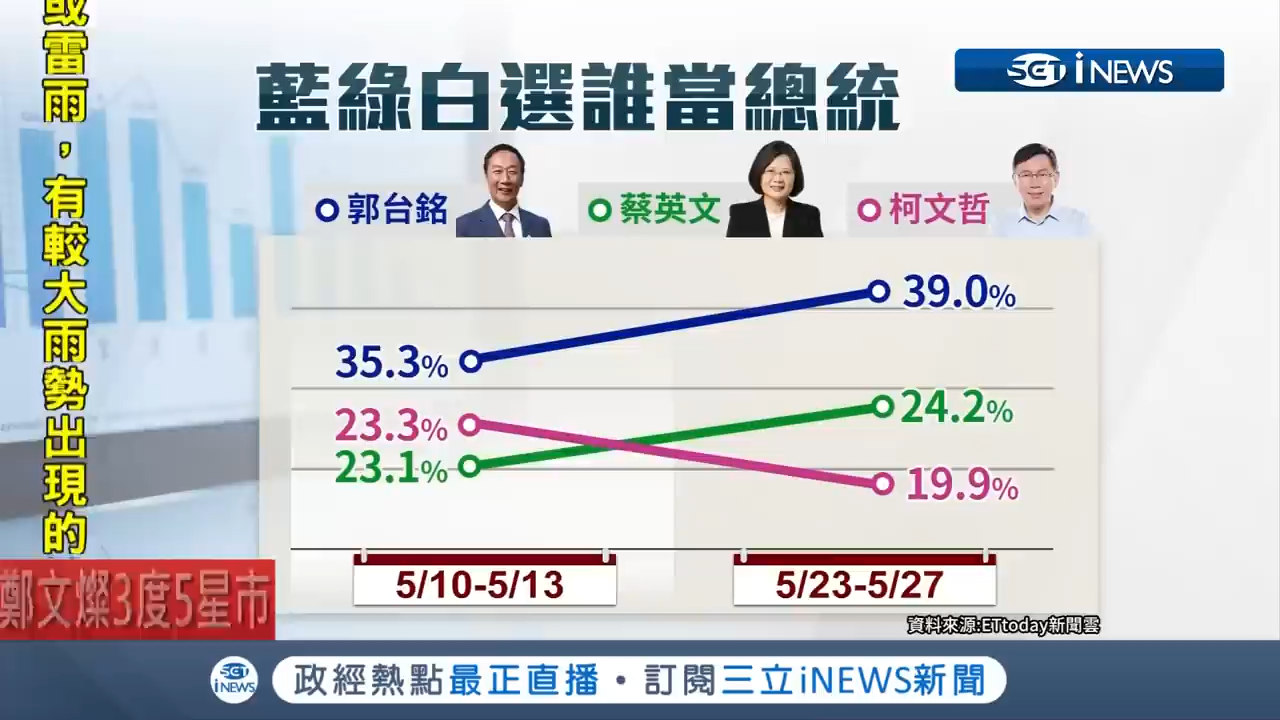 或雷雨，有較大雨勢出現的
藍綠白選誰當總統
SET iNEWS
郭台銘
蔡英文
柯文哲
39.0%
35.3%
24.2%
23.3%
23.1%
19.9%
5/10-5/13
5/23-5/27
鄭文燦3度5星市
資料來源:ETtoday新聞雲
SET iNEWS
政經熱點最正直播・訂閱三立iNEWS新聞